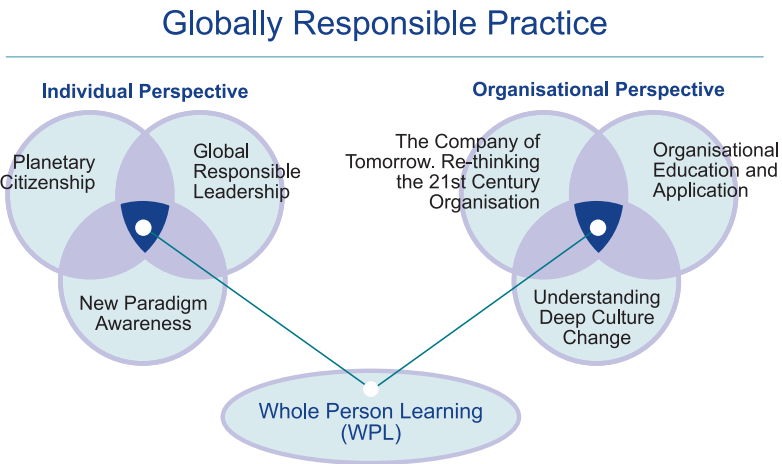 Globally Responsible Practice
Individual Perspective
Planetary
Citizenship
Global
Responsible
Leadership
New Paradigm
Awareness
Organisational Perspective
The Company of
Tomorrow. Re-thinking
the 21st Century
Organisation
Organisational
Education and
Application
Understanding
Deep Culture
Change
Whole Person Learning
(WPL)